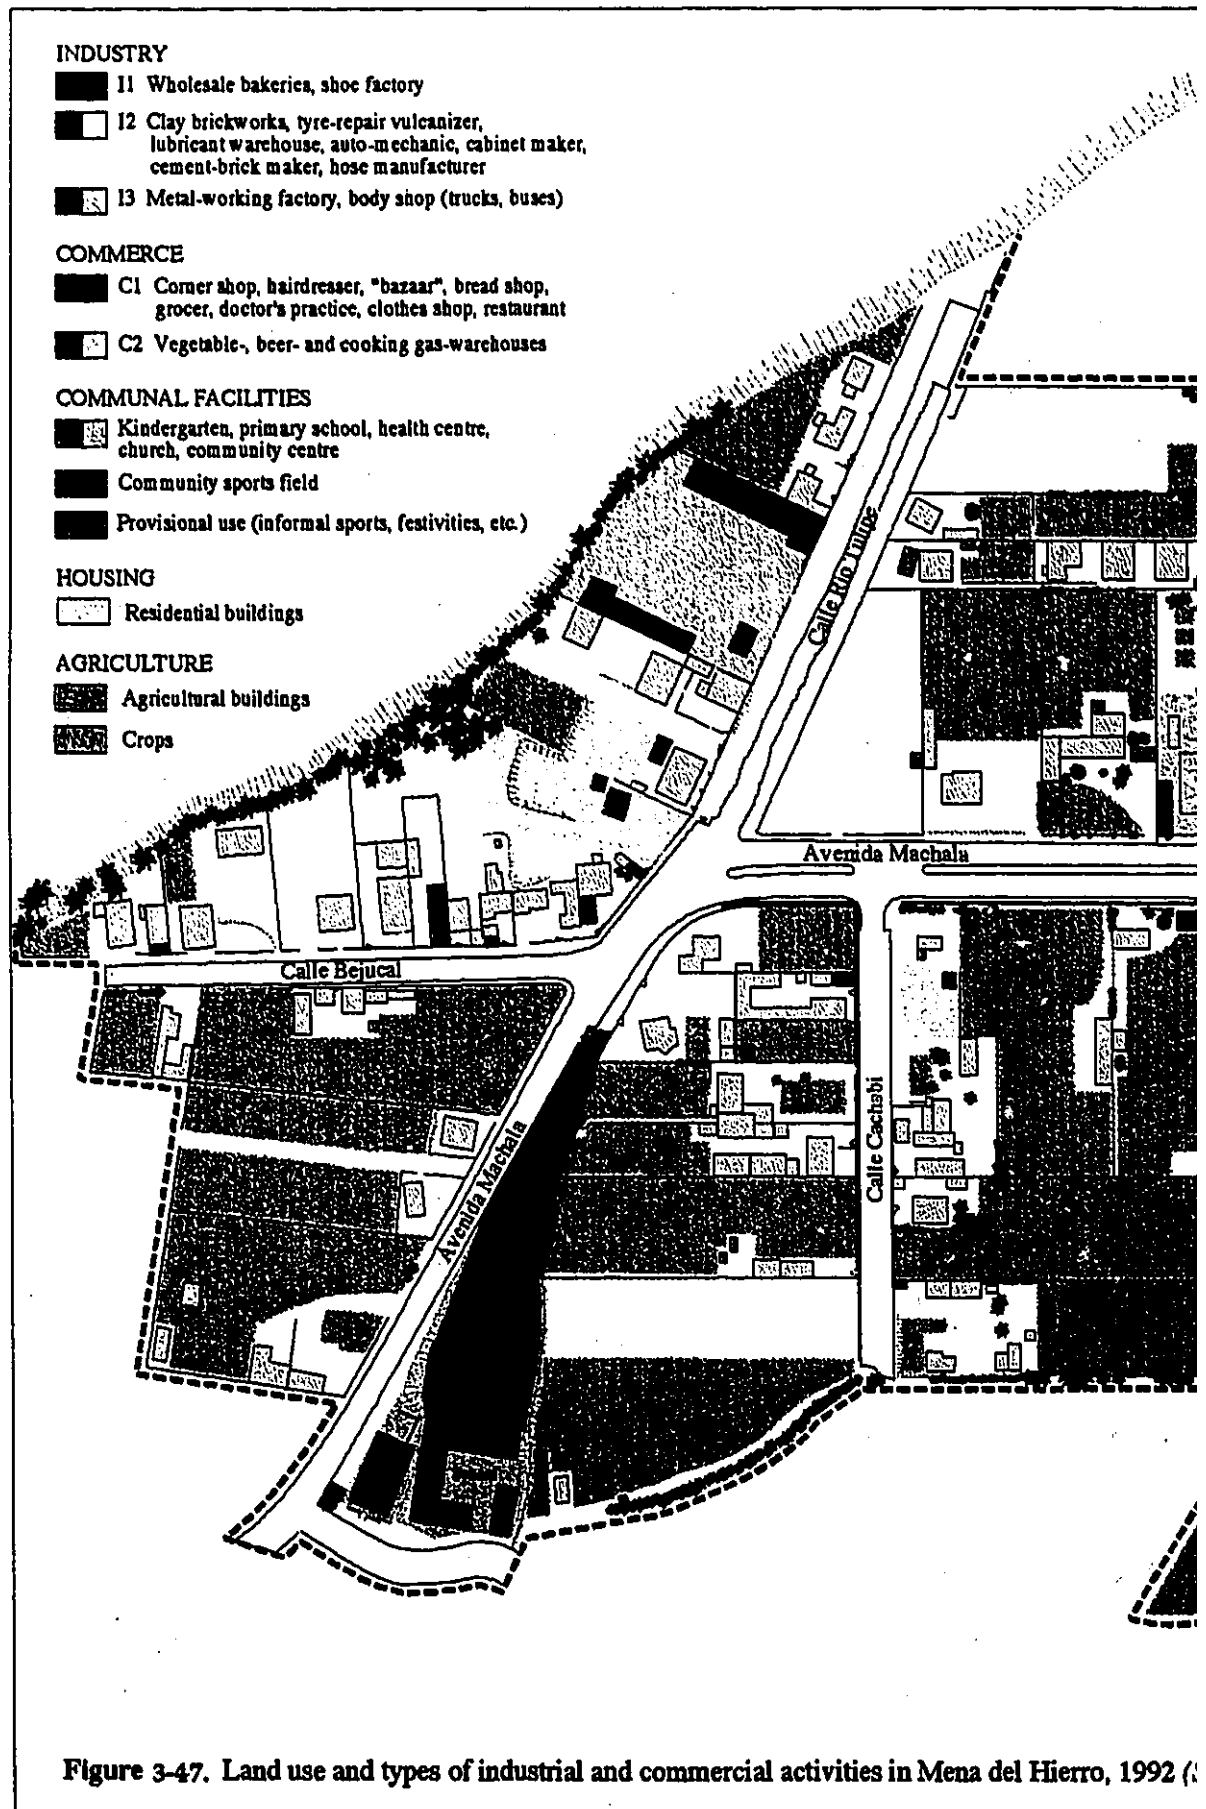 INDUSTRY
I1 Wholesale bakeries, shoe factory
I2 Clay brickworks, tyre-repair vulcanizer,
lubricant warehouse, auto-mechanic, cabinet maker,
cement-brick maker, hose manufacturer
I3 Metal-working factory, body shop (trucks, buses)
COMMERCE
C1 Corner shop, hairdresser, "bazaar", bread shop,
grocer, doctor's practice, clothes shop, restaurant
C2 Vegetable-, beer- and cooking gas-warehouses
COMMUNAL FACILITIES
Kindergarten, primary school, health centre,
church, community centre
Community sports field
Provisional use (informal sports, festivities, etc.)
HOUSING
Residential buildings
AGRICULTURE
Agricultural buildings
Crops
Calle Rio Tulipe
Avenida Machala
Calle Bejucal
Avenida Machala
Calle Cachabi
Figure 3-47. Land use and types of industrial and commercial activities in Mena del Hierro, 1992